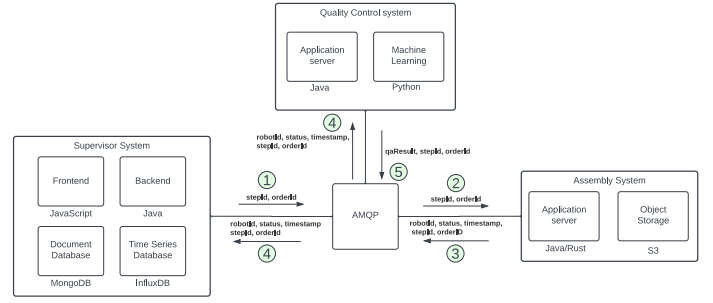 Quality Control system
Application
server
Java
Machine
Learning
Python
4
robotId, status, timestamp,
stepId, orderId
qaResult, stepId, orderId
5
Supervisor System
Frontend
JavaScript
Backend
Java
Document
Database
MongoDB
Time Series
Database
InfluxDB
1
stepId, orderId
robotId, status, timestamp
stepId, orderId
4
AMQP
2
stepId, orderId
robotId, status, timestamp,
stepId, orderID
3
Assembly System
Application
server
Java/Rust
Object
Storage
S3